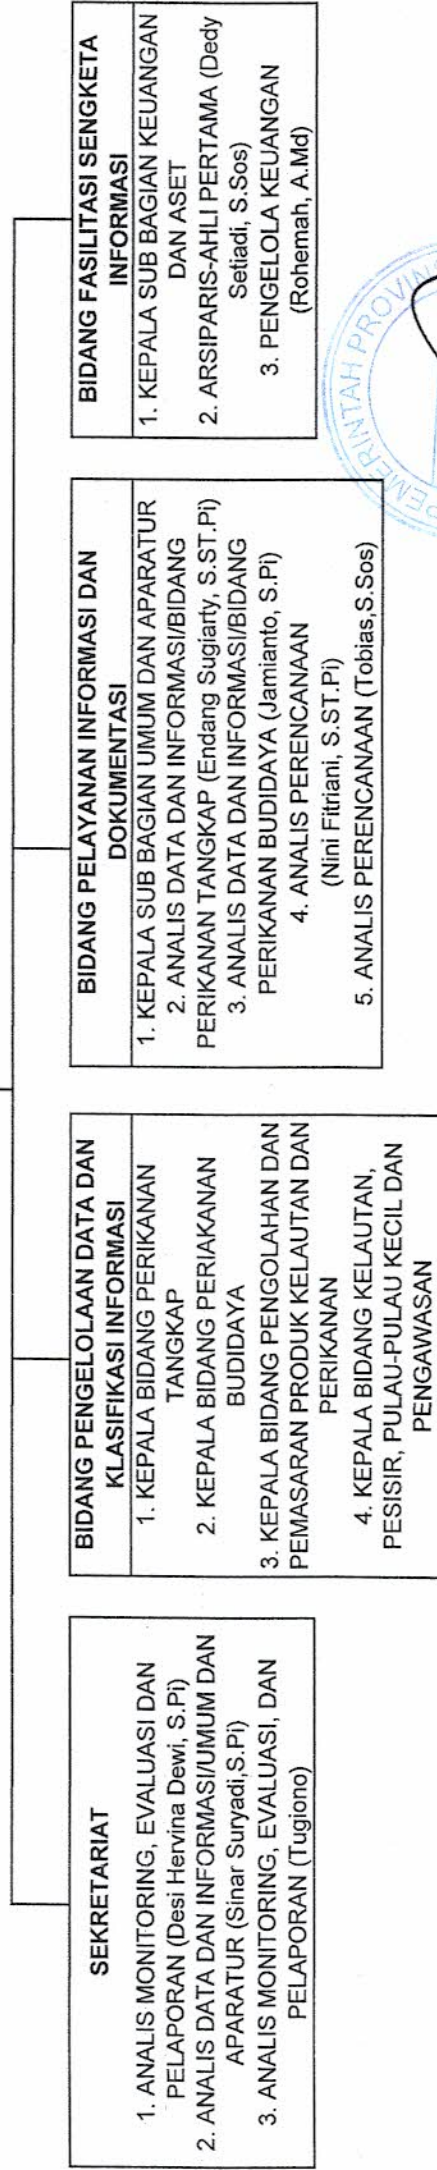 SEKRETARIAT
1. ANALIS MONITORING, EVALUASI DAN
PELAPORAN (Desi Hervina Dewi, S.Pi)
2. ANALIS DATA DAN INFORMASI/UMUM DAN
APARATUR (Sinar Suryadi,S.Pi)
3. ANALIS MONITORING, EVALUASI, DAN
PELAPORAN (Tugiono)
BIDANG PENGELOLAAN DATA DAN
KLASIFIKASI INFORMASI
1. KEPALA BIDANG PERIKANAN
TANGKAP
2. KEPALA BIDANG PERIAKANAN
BUDIDAYA
3. KEPALA BIDANG PENGOLAHAN DAN
PEMASARAN PRODUK KELAUTAN DAN
PERIKANAN
4. KEPALA BIDANG KELAUTAN,
PESISIR, PULAU-PULAU KECIL DAN
PENGAWASAN
BIDANG PELAYANAN INFORMASI DAN
DOKUMENTASI
1. KEPALA SUB BAGIAN UMUM DAN APARATUR
2. ANALIS DATA DAN INFORMASI/BIDANG
PERIKANAN TANGKAP (Endang Sugiarty, S.ST.Pi)
3. ANALIS DATA DAN INFORMASI/BIDANG
PERIKANAN BUDIDAYA (Jamianto, S.Pi)
4. ANALIS PERENCANAAN
(Nini Fitriani, S.ST.Pi)
5. ANALIS PERENCANAAN (Tobias,S.Sos)
BIDANG FASILITASI SENGKETA
INFORMASI
1. KEPALA SUB BAGIAN KEUANGAN
DAN ASET
2. ARSIPARIS-AHLI PERTAMA (Dedy
Setiadi, S.Sos)
3. PENGELOLA KEUANGAN
(Rohemah, A.Md)
PEMERINTAH PROVINS